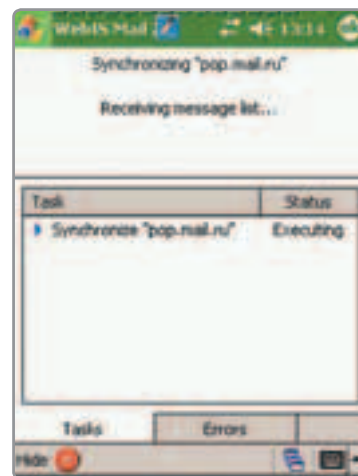 WebIS Mail 13:14
Synchronizing "pop.mail.ru"
Receiving message list...
Task Status
Synchronize "pop.mail.ru" Executing
Tasks Errors
Hide